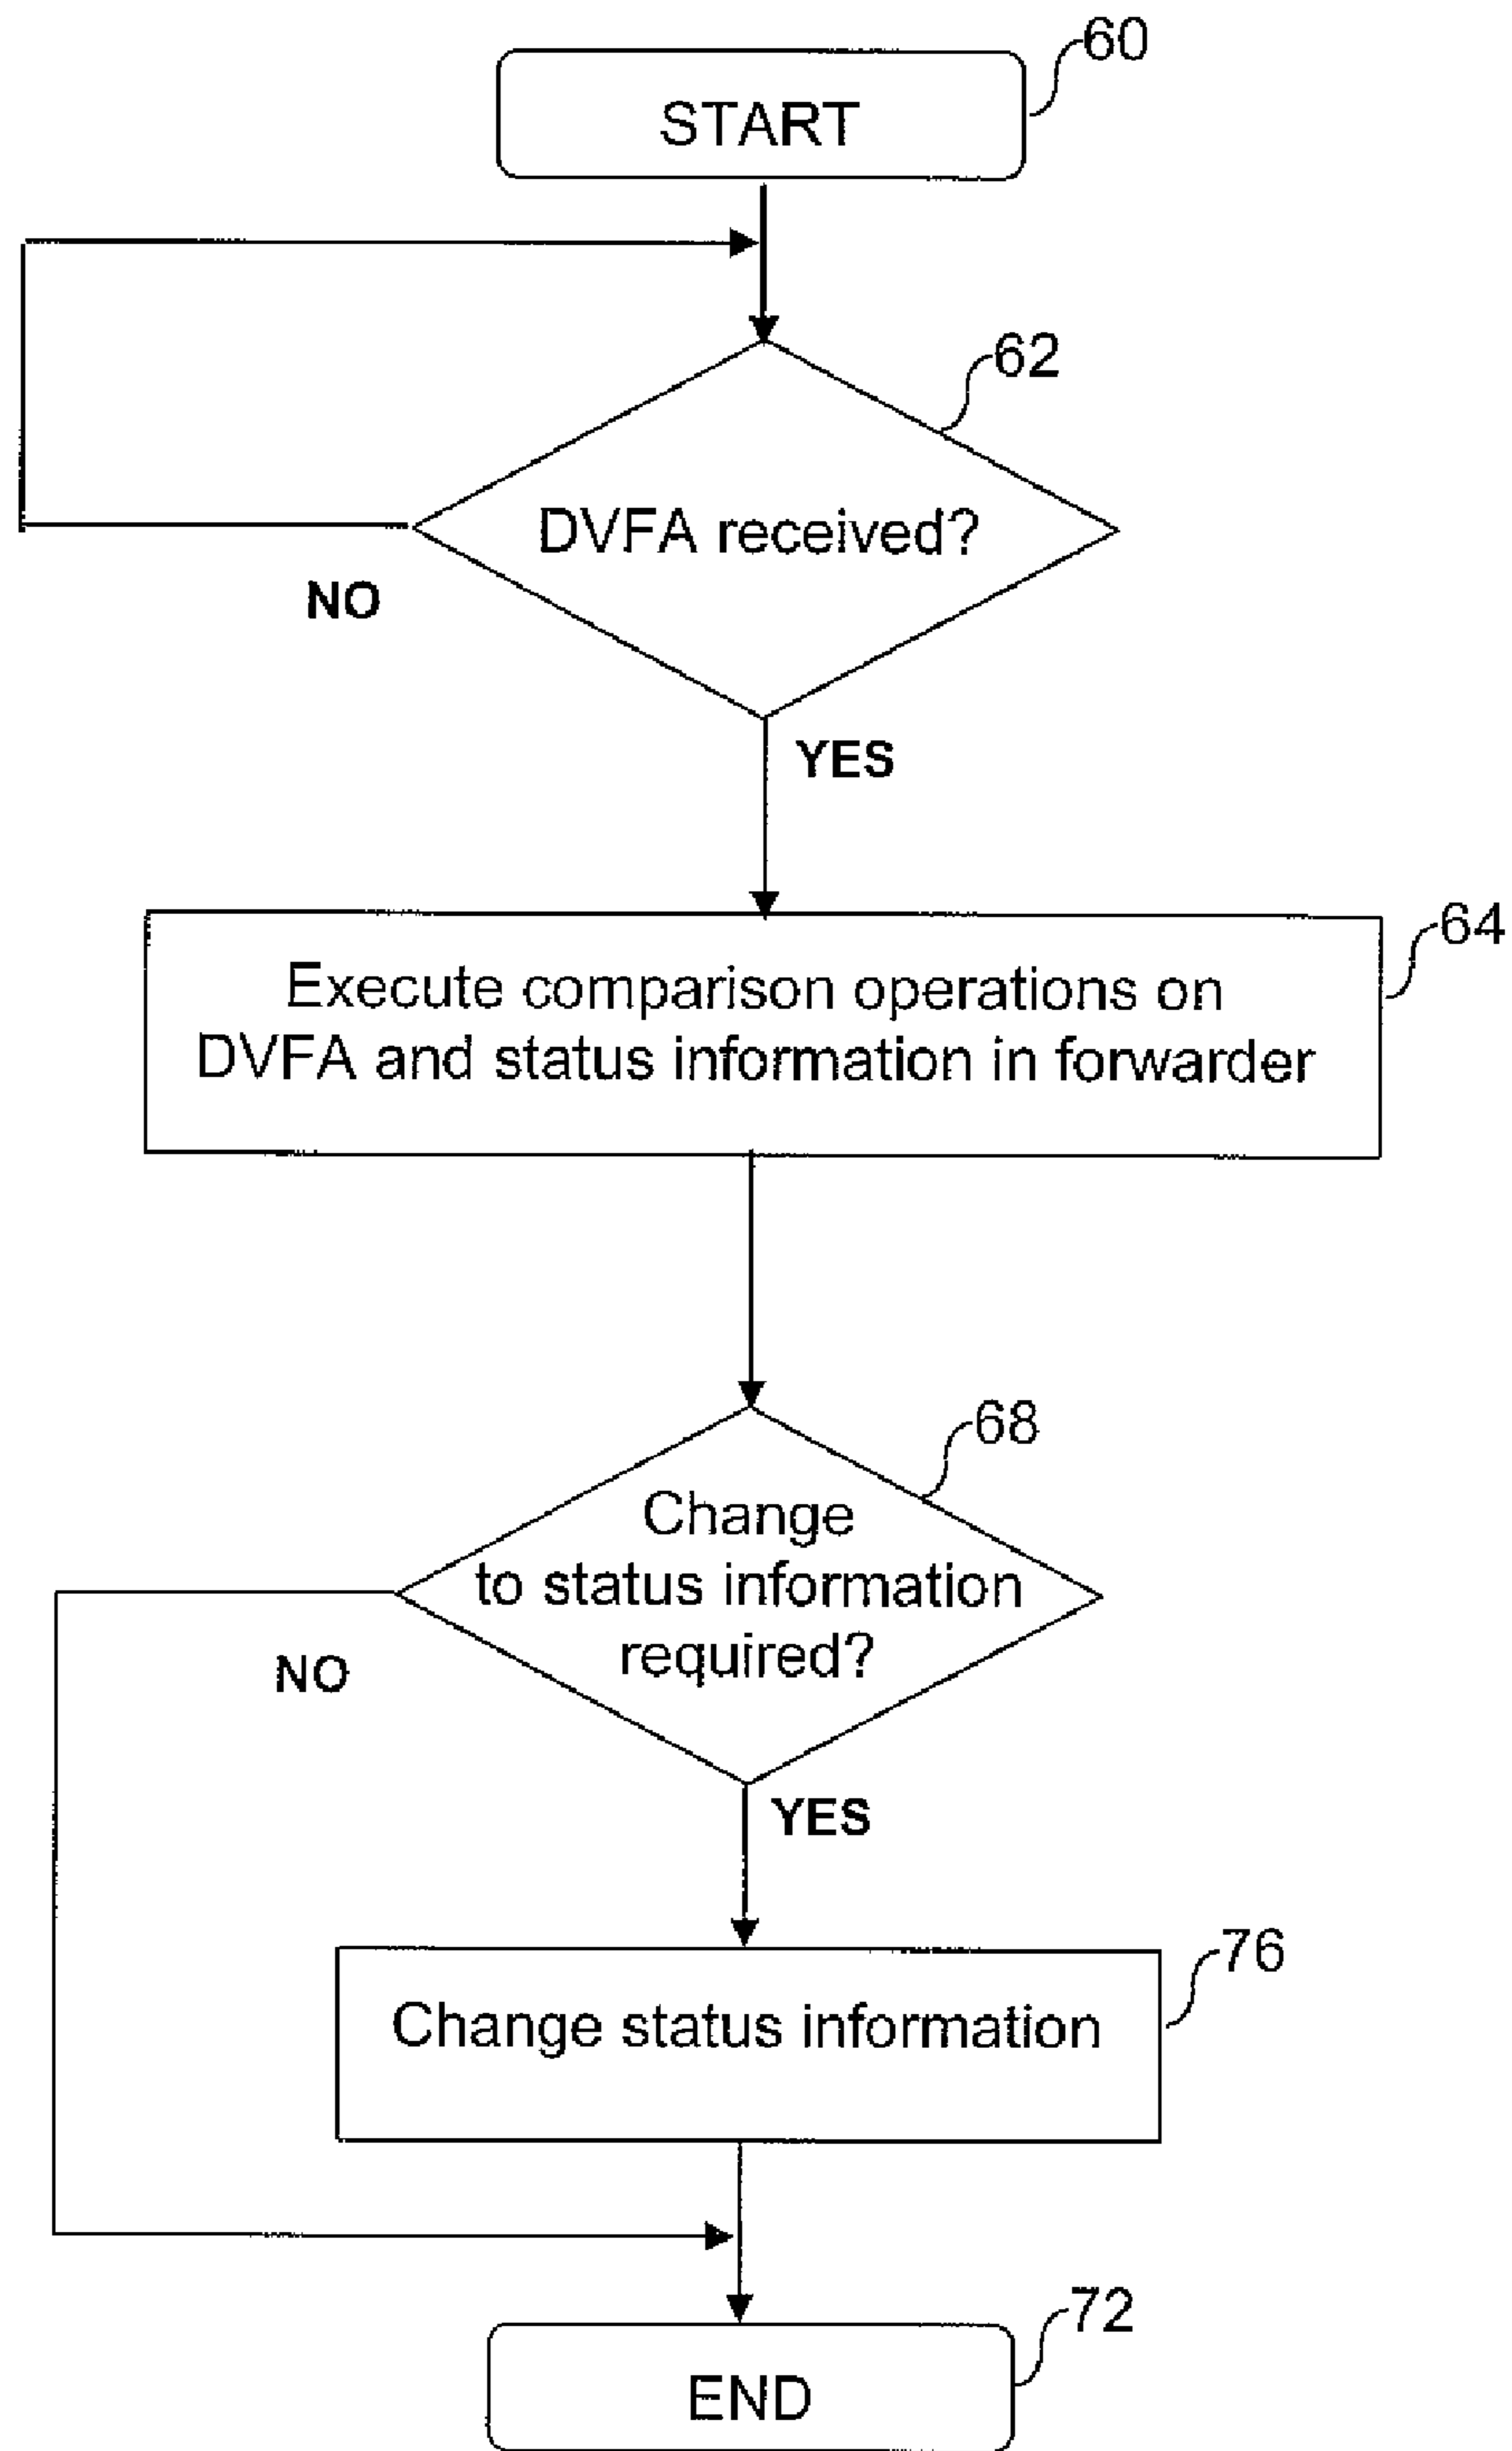 60
START
62
DVFA received?
NO
YES
64
Execute comparison operations on
DVFA and status information in forwarder
68
Change
to status information
required?
NO
YES
76
Change status information
72
END